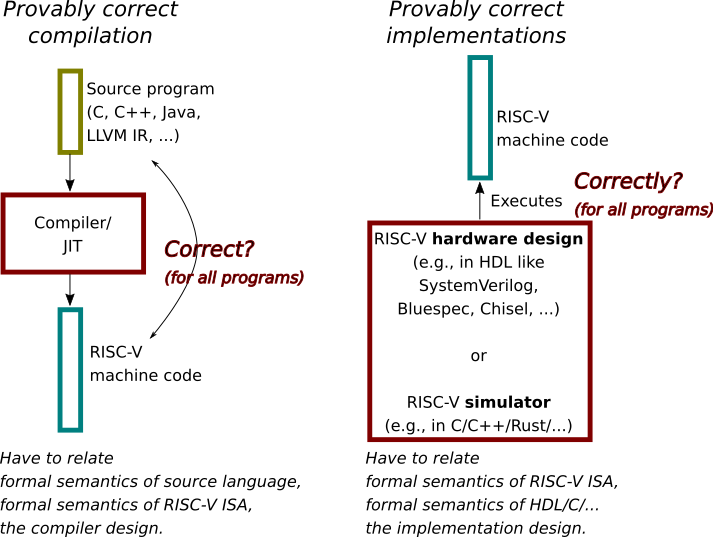 Provably correct
compilation
Source program
(C, C++, Java,
LLVM IR, ...)
Compiler/
JIT
Correct?
(for all programs)
RISC-V
machine code
Have to relate
formal semantics of source language,
formal semantics of RISC-V ISA,
the compiler design.
Provably correct
implementations
RISC-V
machine code
Executes
Correctly?
(for all programs)
RISC-V hardware design
(e.g., in HDL like
SystemVerilog,
Bluespec, Chisel, ...)
or
RISC-V simulator
(e.g., in C/C++/Rust/...)
Have to relate
formal semantics of RISC-V ISA,
formal semantics of HDL/C/...
the implementation design.